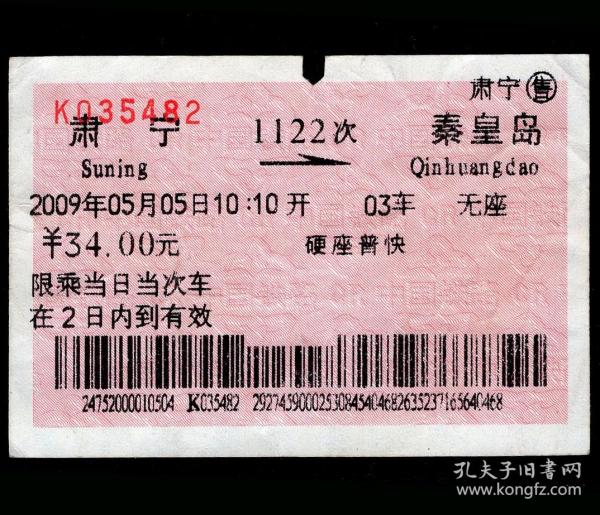 肃宁售
K035482
肃宁 1122次 秦皇岛
Suning Qinhuangdao
2009年05月05日10:10开 03车 无座
￥34.00元 硬座普快
限乘当日当次车
在2日内到有效
24752000010504 K035482 29274590002530845404682635237165640468
孔夫子旧书网
www.kongfz.com